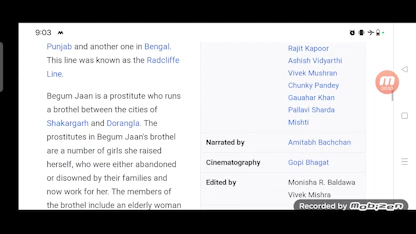 9:03
Punjab and another one in Bengal.
This line was known as the Radcliffe
Line.
Begum Jaan is a prostitute who runs
a brothel between the cities of
Shakargarh and Dorangla. The
prostitutes in Begum Jaan's brothel
are a number of girls she raised
herself, who were either abandoned
or disowned by their families and
now work for her. The members of
the brothel include an elderly woman
Rajit Kapoor
Ashish Vidyarthi
Vivek Mushran
Chunky Pandey
Gauahar Khan
Pallavi Sharda
Mishti
Narrated by Amitabh Bachchan
Cinematography Gopi Bhagat
Edited by Monisha R. Baldawa
Vivek Mishra
Recorded by Mobizen